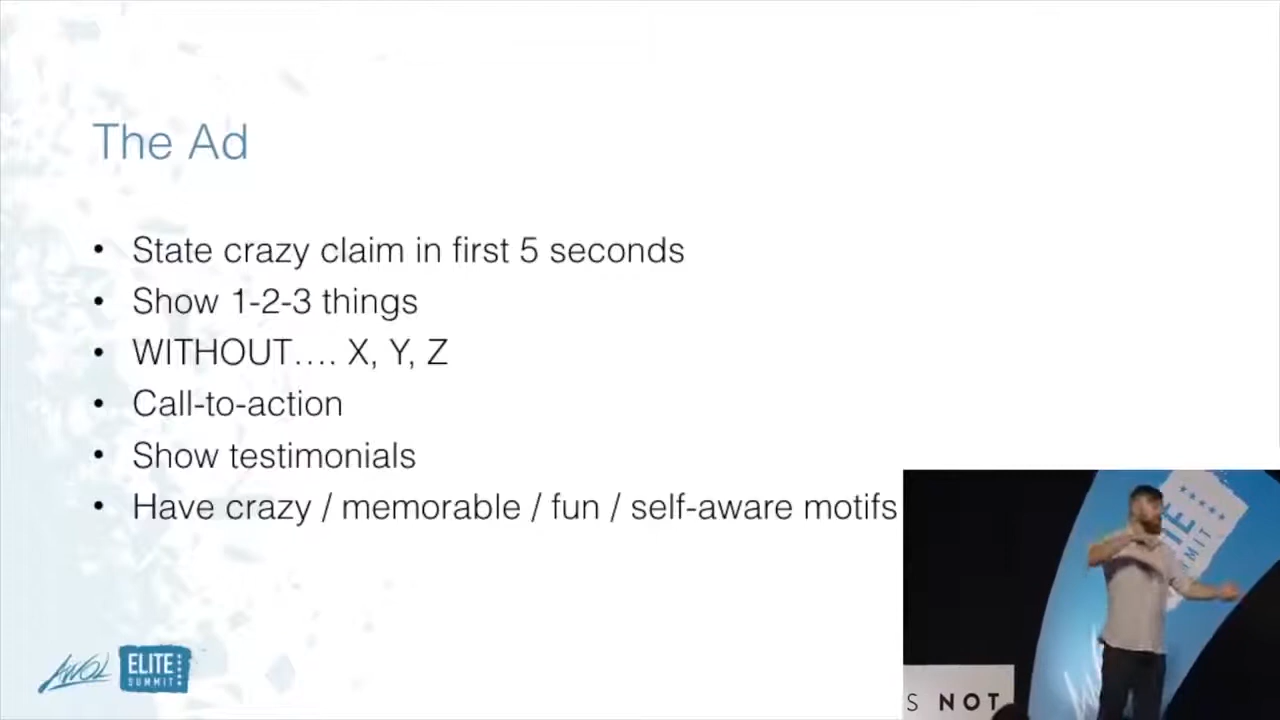 The Ad
• State crazy claim in first 5 seconds
• Show 1-2-3 things
• WITHOUT…. X, Y, Z
• Call-to-action
• Show testimonials
• Have crazy / memorable / fun / self-aware motifs
AWOL
ELITE
SUMMIT
S NOT